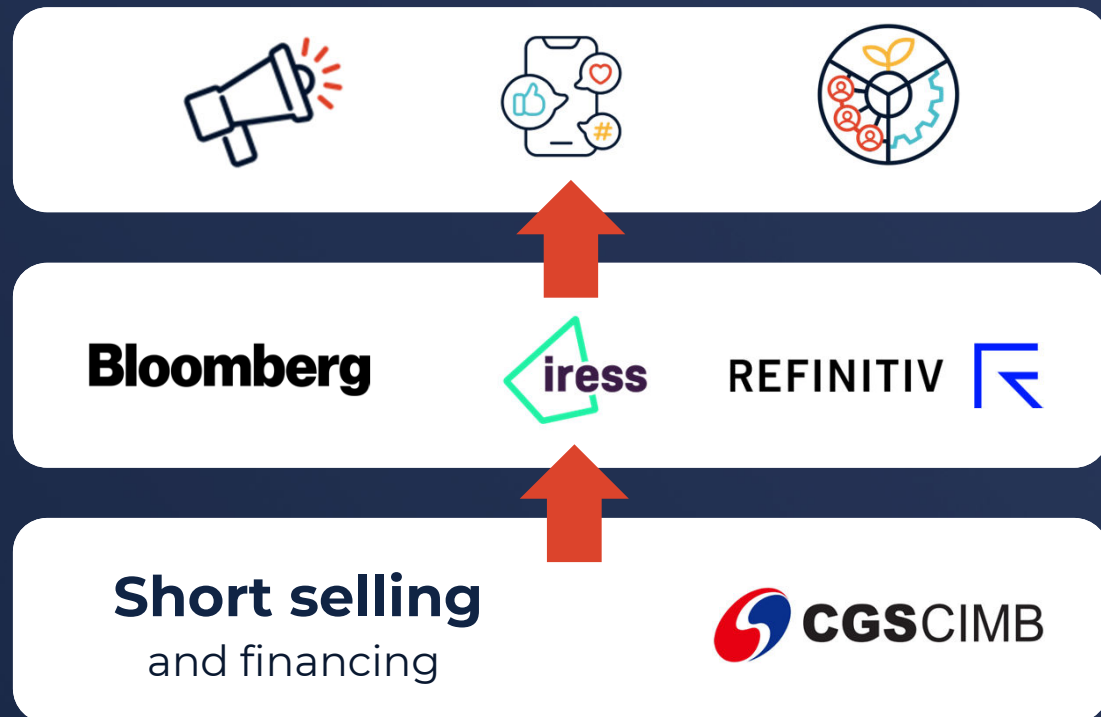 #
Bloomberg
iress
REFINITIV
Short selling
and financing
CGSCIMB